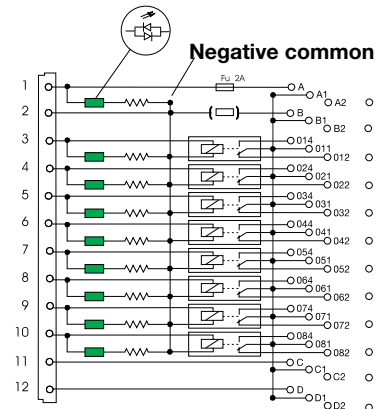 Negative common
1 Fu 2A A
A1
A2
2 B
B1
B2
3 014
011
012
4 024
021
022
5 034
031
032
6 044
041
042
7 054
051
052
8 064
061
062
9 074
071
072
10 084
081
082
11 C
C1
C2
12 D
D1
D2